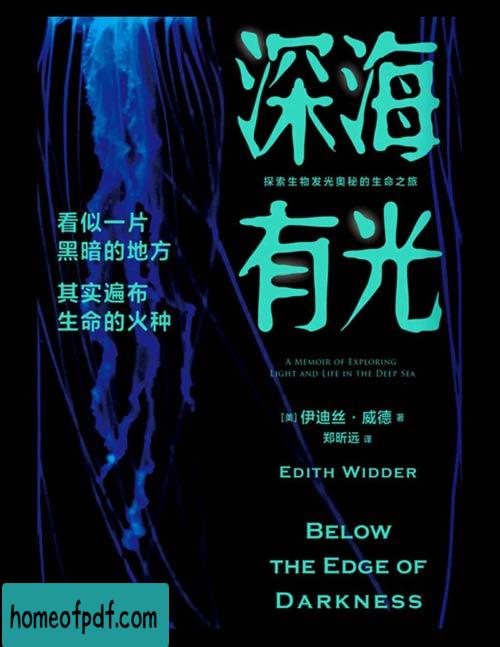 深海
探索生物发光奥秘的生命之旅
有光
看似一片
黑暗的地方
其实遍布
生命的火种
A Memoir of Exploring
Light and Life in the Deep Sea
[美] 伊迪丝·威德 著
郑昕远 译
Edith Widder
Below
the Edge of
Darkness
homeofpdf.com